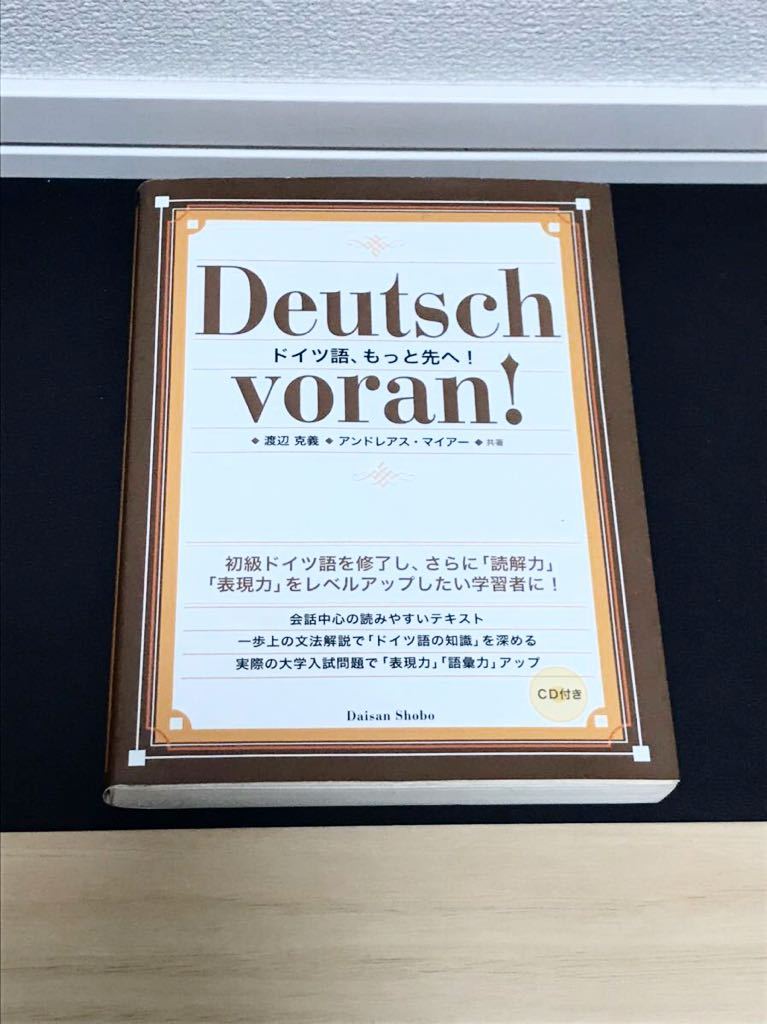 Deutsch
ドイツ語、もっと先へ!
voran!
◆ 渡辺 克義 ◆ アンドレアス・マイアー ◆ 共著
初級ドイツ語を修了し、さらに「読解力」
「表現力」をレベルアップしたい学習者に!
会話中心の読みやすいテキスト
一歩上の文法解説で「ドイツ語の知識」を深める
実際の大学入試問題で「表現力」「語彙力」アップ
CD付き
Daisan Shobo